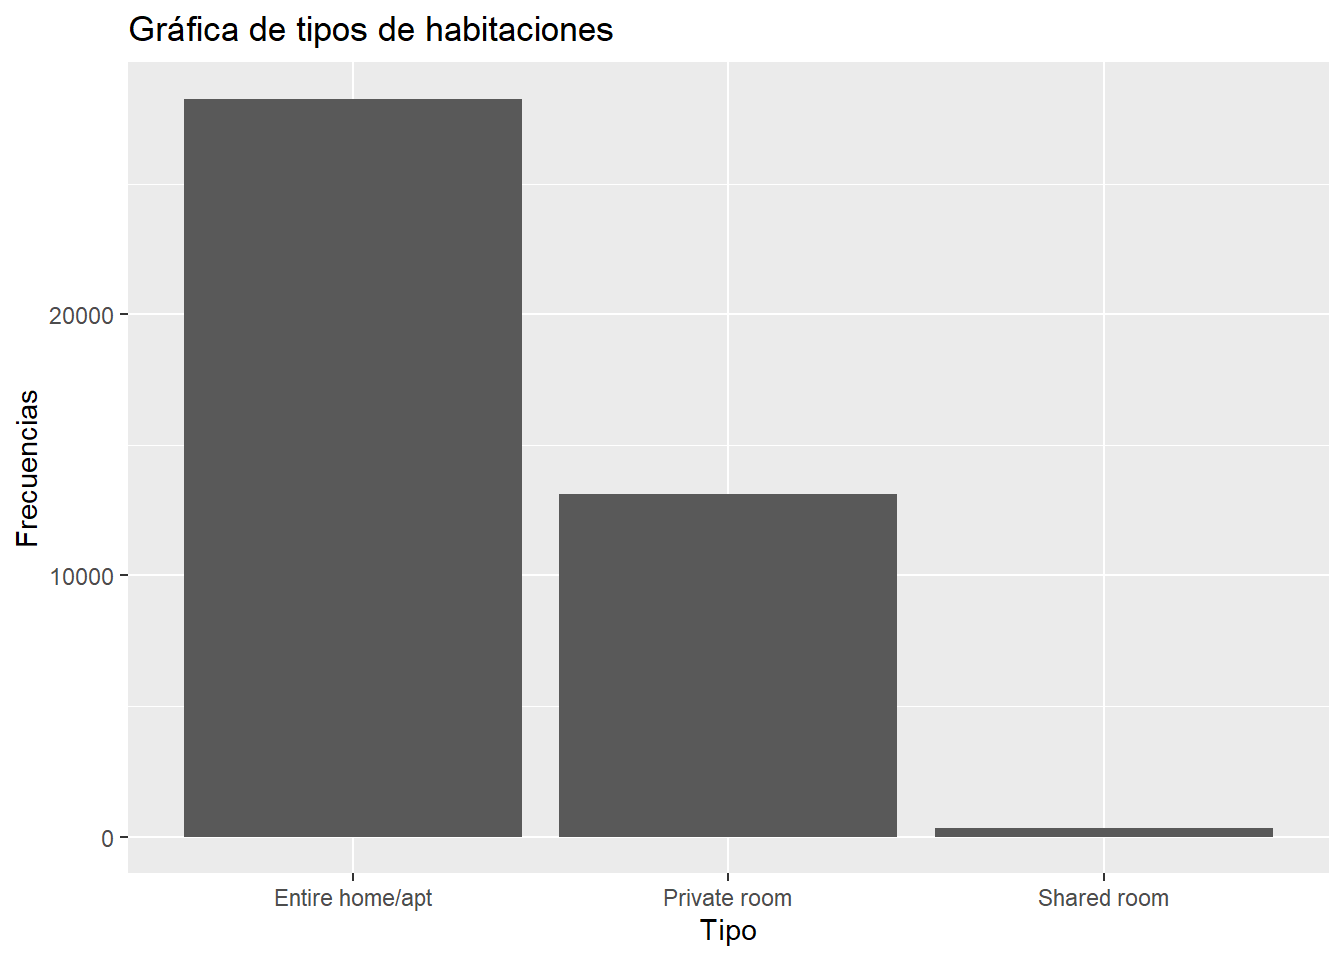 Gráfica de tipos de habitaciones
Frecuencias
20000
10000
0
Entire home/apt
Private room
Shared room
Tipo